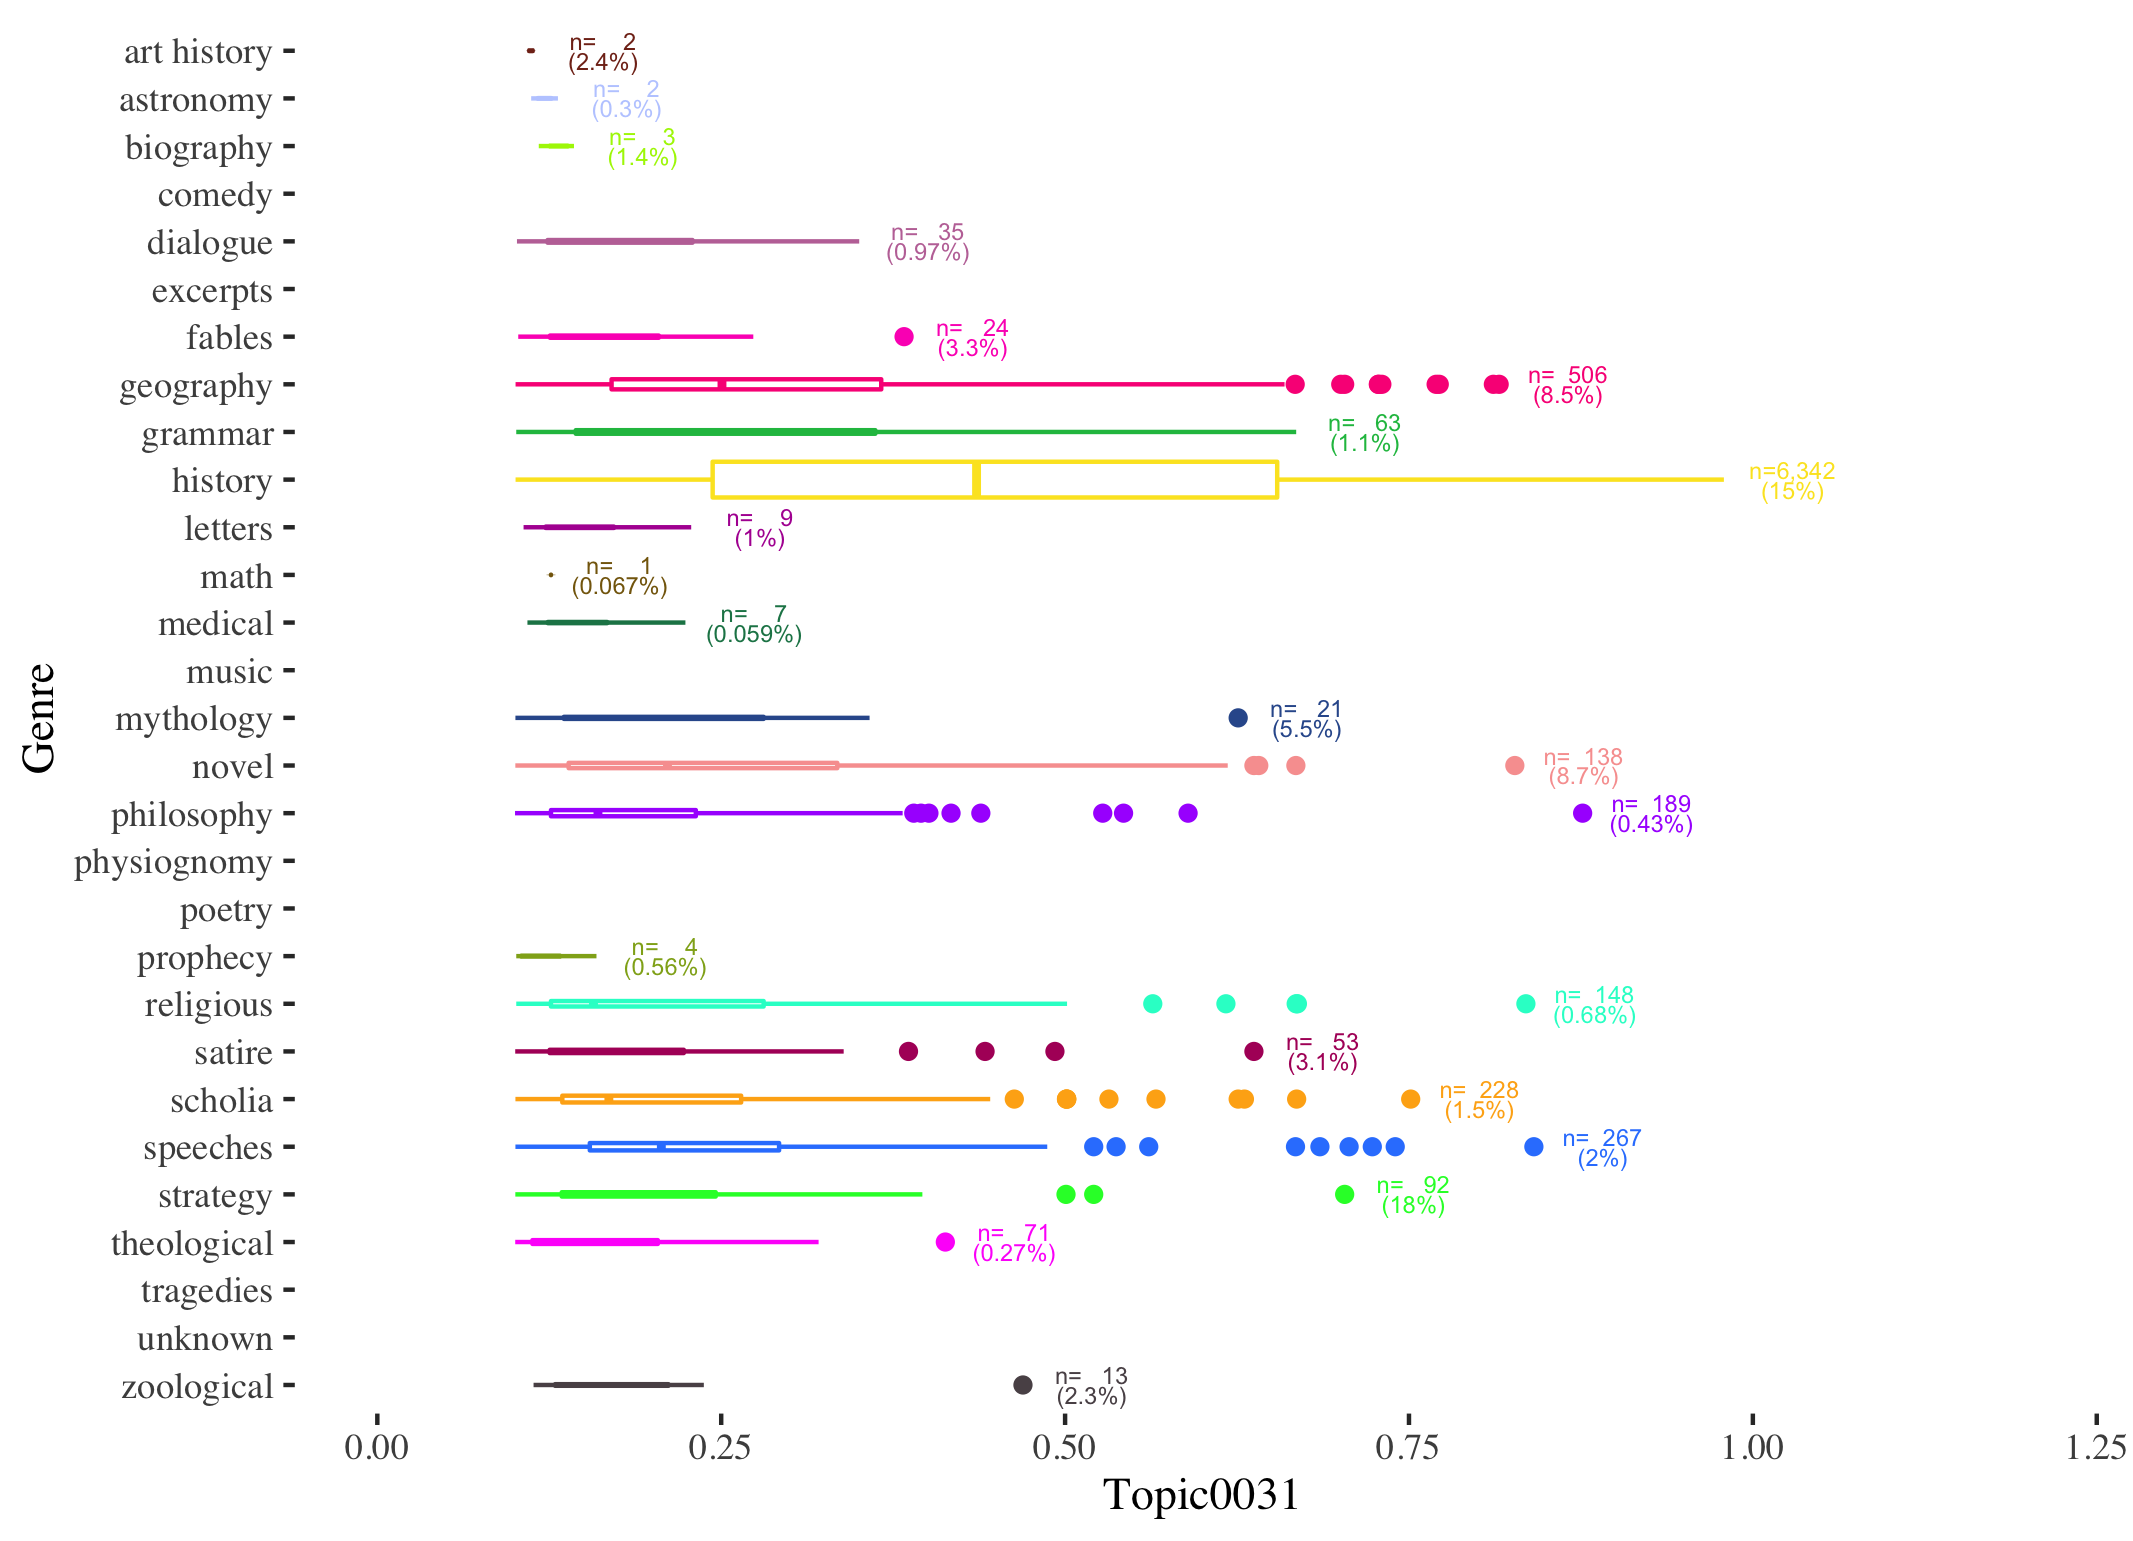 art history
n= 2
(2.4%)
astronomy
n= 2
(0.3%)
biography
n= 3
(1.4%)
comedy
dialogue
n= 35
(0.97%)
excerpts
fables
n= 24
(3.3%)
geography
n= 506
(8.5%)
grammar
n= 63
(1.1%)
history
n=6,342
(15%)
letters
n= 9
(1%)
math
n= 1
(0.067%)
medical
n= 7
(0.059%)
music
mythology
n= 21
(5.5%)
novel
n= 138
(8.7%)
philosophy
n= 189
(0.43%)
physiognomy
poetry
prophecy
n= 4
(0.56%)
religious
n= 148
(0.68%)
satire
n= 53
(3.1%)
scholia
n= 228
(1.5%)
speeches
n= 267
(2%)
strategy
n= 92
(18%)
theological
n= 71
(0.27%)
tragedies
unknown
zoological
n= 13
(2.3%)
Genre
0.00 0.25 0.50 0.75 1.00 1.25
Topic0031